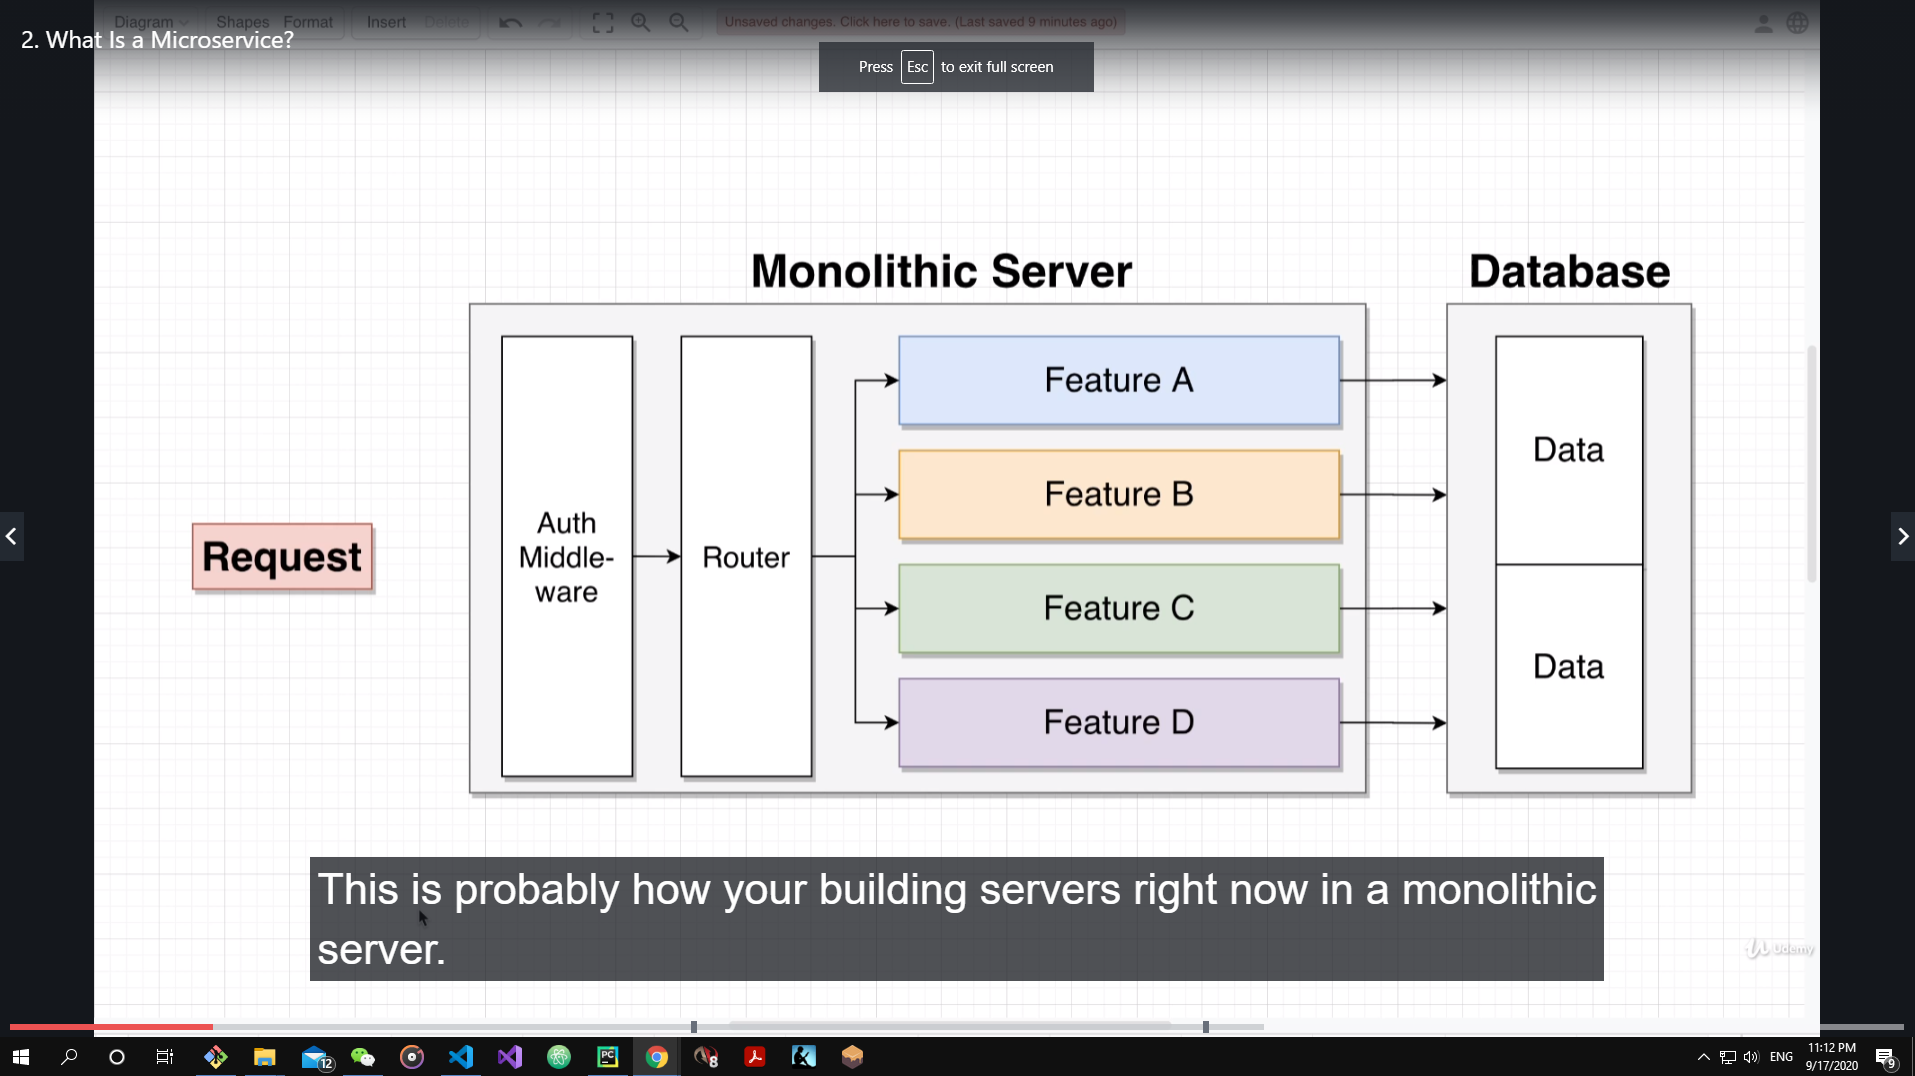 Diagram
Shapes
Format
Insert
Delete
Unsaved changes. Click here to save. (Last saved 9 minutes ago)
2. What Is a Microservice?
Press Esc to exit full screen
Monolithic Server
Database
Request
Auth
Middle-
ware
Router
Feature A
Feature B
Feature C
Feature D
Data
Data
This is probably how your building servers right now in a monolithic
server.
Udemy
12
PC
8
ENG
11:12 PM
9/17/2020
9